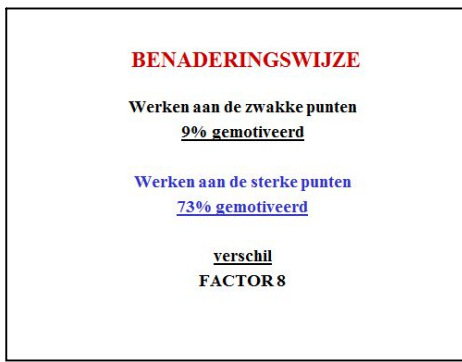 BENADERINGSWIJZE
Werken aan de zwakke punten
9% gemotiveerd
Werken aan de sterke punten
73% gemotiveerd
verschil
FACTOR 8